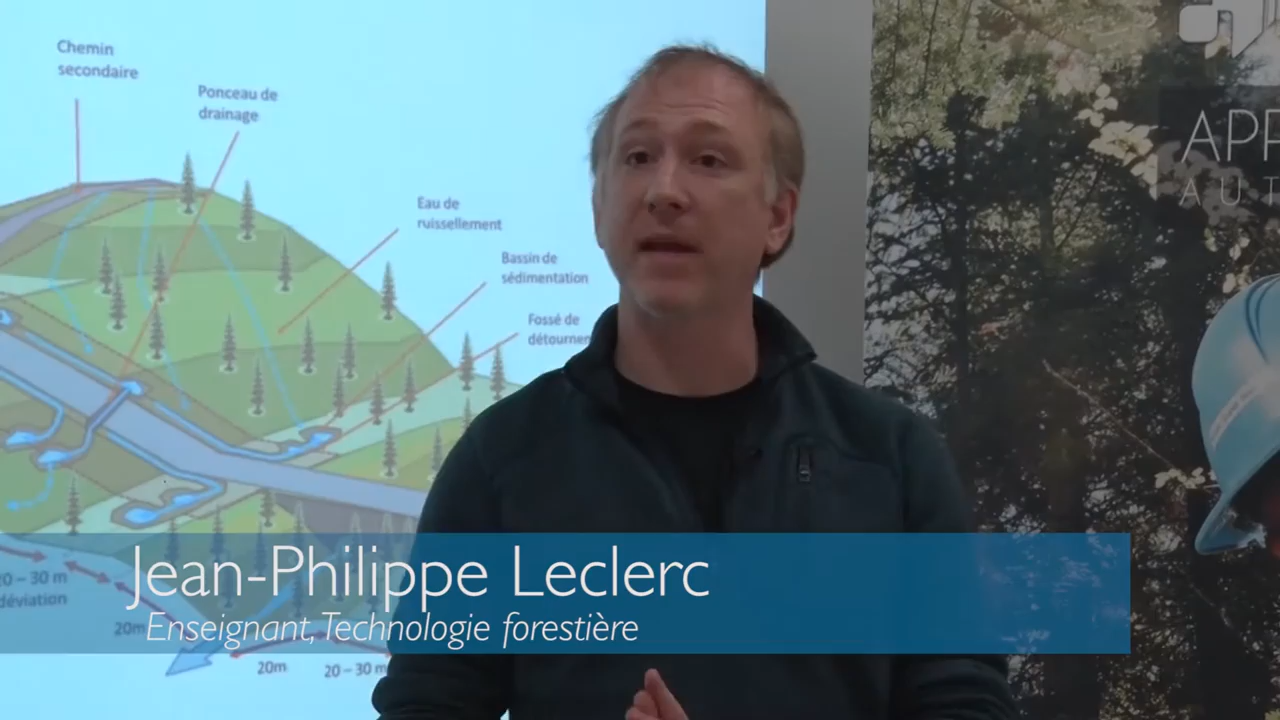 Chemin
secondaire
Ponceau de
drainage
Eau de
ruissellement
Bassin de
sédimentation
Fossé de
APP
AUT
Jean-Philippe Leclerc
Enseignant, Technologie forestière
20 – 30 m
déviation
20m
20m
20 – 30 m